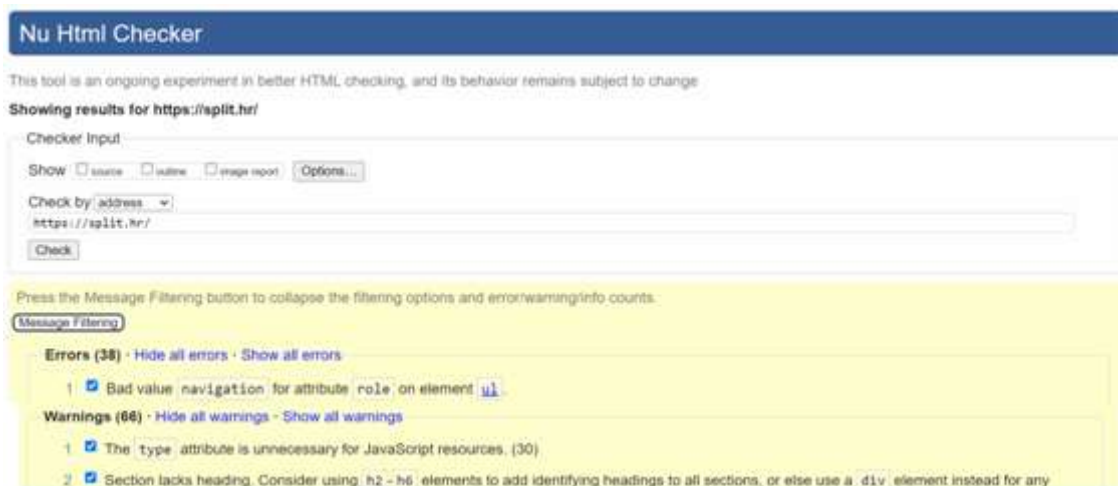 Nu Html Checker
This tool is an ongoing experiment in better HTML checking, and its behavior remains subject to change
Showing results for https://split.hr/
Checker Input
Show source outline image report Options...
Check by address
https://split.hr/
Check
Press the Message Filtering button to collapse the filtering options and error/warning/info counts.
Message Filtering
Errors (38) · Hide all errors · Show all errors
1 Bad value navigation for attribute role on element ul.
Warnings (66) · Hide all warnings · Show all warnings
1 The type attribute is unnecessary for JavaScript resources. (30)
2 Section lacks heading. Consider using h2-h6 elements to add identifying headings to all sections, or else use a div element instead for any